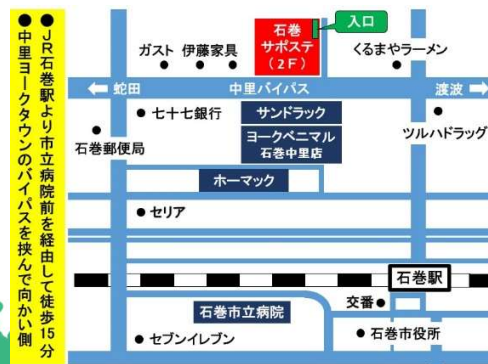 ●JR石巻駅より市立病院前を経由して徒歩15分
●中里ヨークタウンのバイパスを挟んで向かい側
石巻
サポステ
(2F)
入口
ガスト
伊藤家具
くるまやラーメン
蛇田
中里バイパス
渡波
七十七銀行
サンドラック
ツルハドラッグ
石巻郵便局
ヨークベニマル
石巻中里店
ホーマック
セリア
石巻駅
石巻市立病院
交番
セブンイレブン
石巻市役所